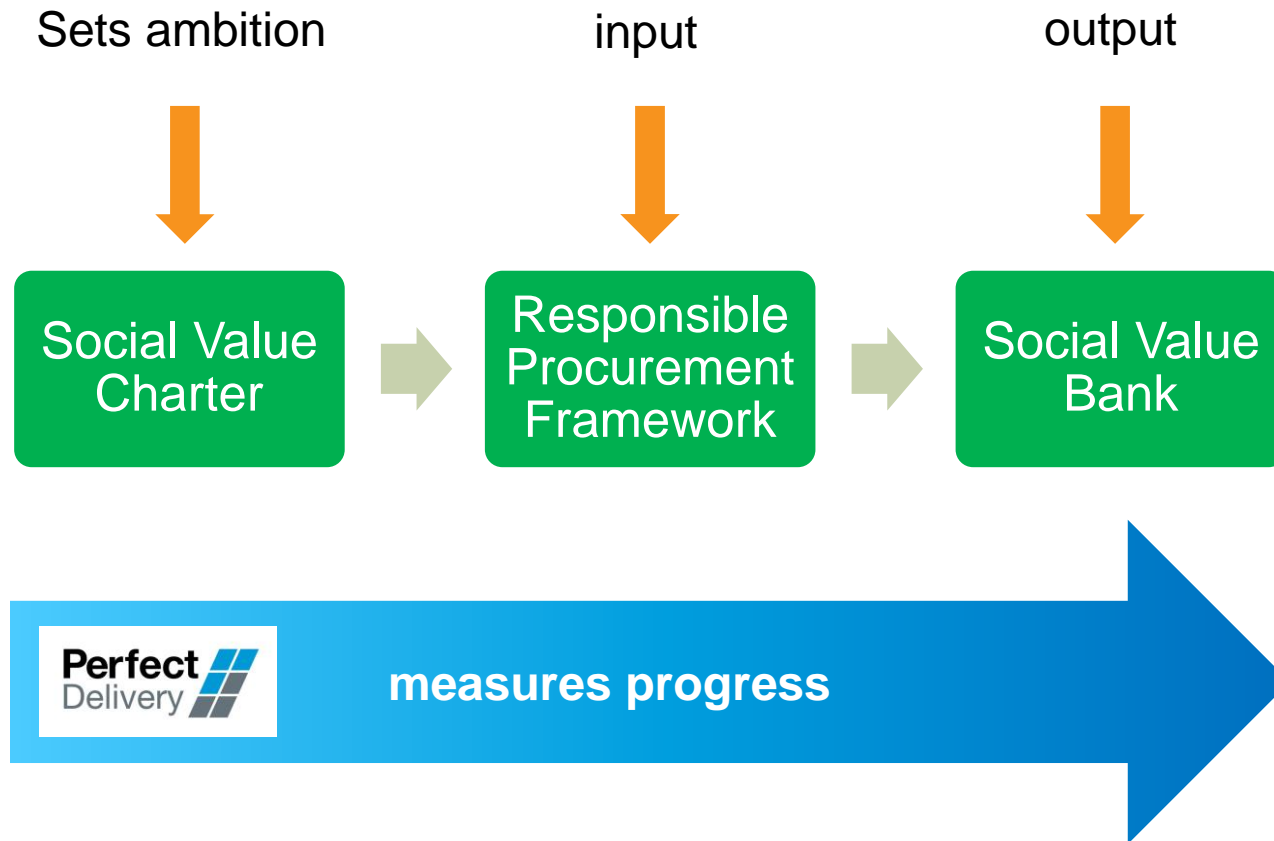 Sets ambition
input
output
Social Value
Charter
Responsible
Procurement
Framework
Social Value
Bank
Perfect
Delivery
measures progress